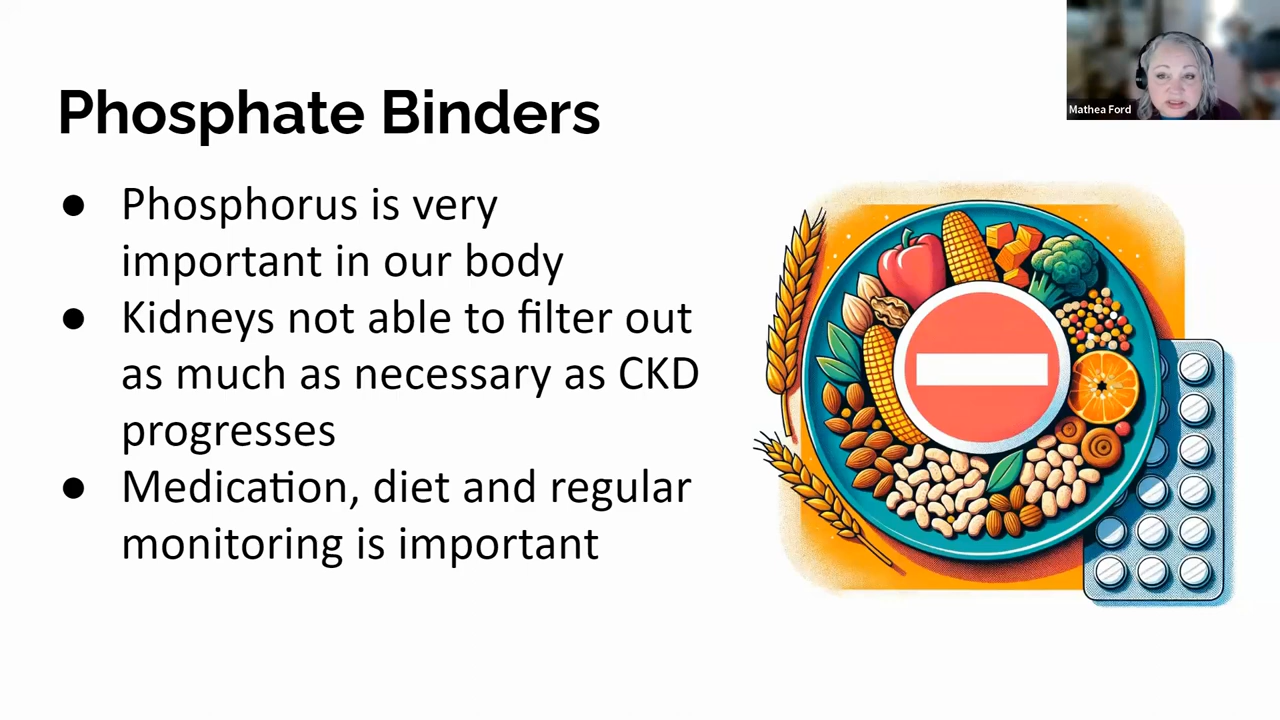 Phosphate Binders
● Phosphorus is very
important in our body
● Kidneys not able to filter out
as much as necessary as CKD
progresses
● Medication, diet and regular
monitoring is important
Mathea Ford